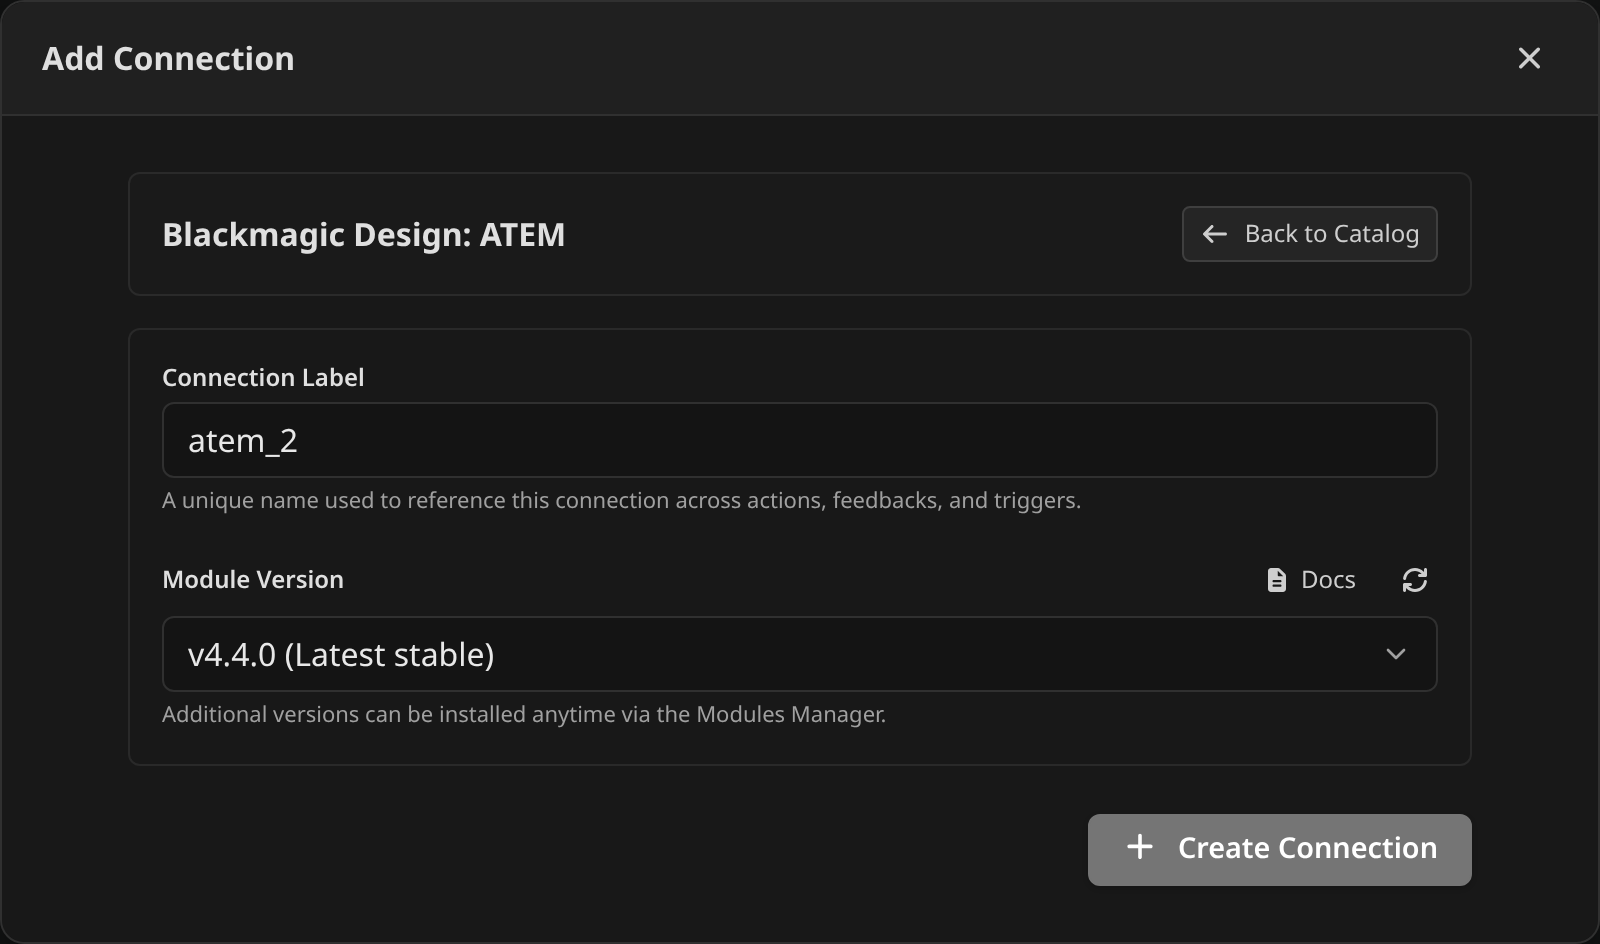 Add Connection
Blackmagic Design: ATEM
Back to Catalog
Connection Label
atem_2
A unique name used to reference this connection across actions, feedbacks, and triggers.
Module Version
Docs
v4.4.0 (Latest stable)
Additional versions can be installed anytime via the Modules Manager.
Create Connection